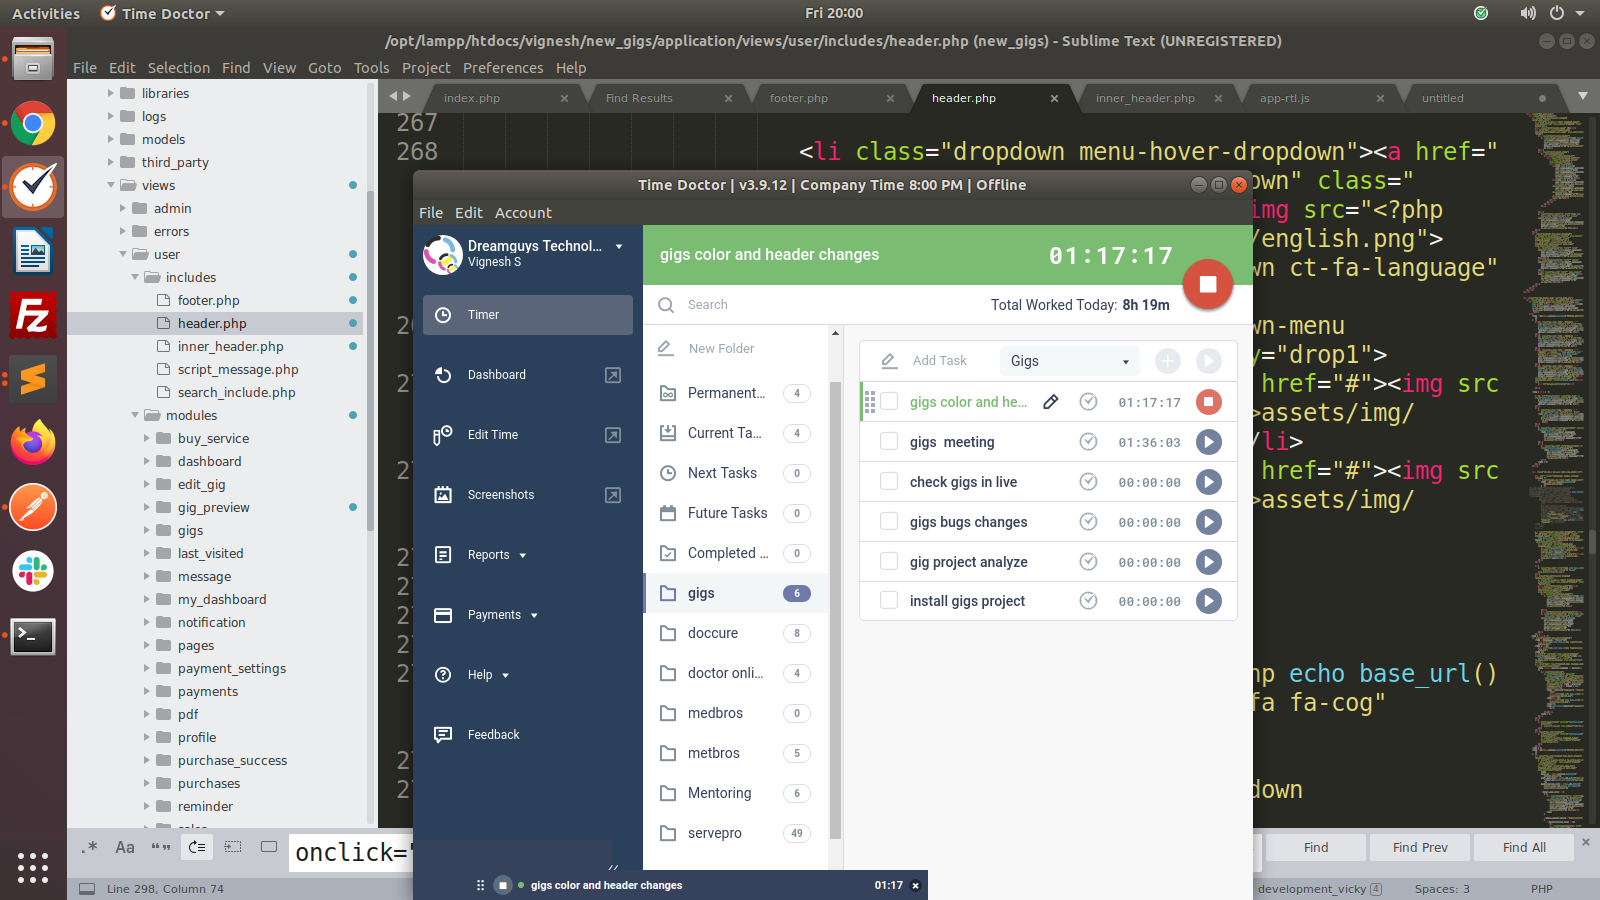 Activities
Time Doctor
Fri 20:00
/opt/lampp/htdocs/vignesh/new_gigs/application/views/user/includes/header.php (new_gigs) - Sublime Text (UNREGISTERED)
File Edit Selection Find View Goto Tools Project Preferences Help
libraries
logs
models
third_party
views
admin
errors
user
includes
footer.php
header.php
inner_header.php
script_message.php
search_include.php
modules
buy_service
dashboard
edit_gig
gig_preview
gigs
last_visited
message
my_dashboard
notification
pages
payment_settings
payments
pdf
profile
purchase_success
purchases
reminder
index.php
Find Results
footer.php
header.php
inner_header.php
app-rtl.js
untitled
267
268 <li class="dropdown menu-hover-dropdown"><a href="
own" class="
img src="<?php
/english.png">
wn ct-fa-language"
wn-menu
y="drop1">
href="#"><img src
>assets/img/
/li>
href="#"><img src
>assets/img/
hp echo base_url()
fa fa-cog"
down
Time Doctor | v3.9.12 | Company Time 8:00 PM | Offline
File Edit Account
Dreamguys Technol...
Vignesh S
Timer
Dashboard
Edit Time
Screenshots
Reports
Payments
Help
Feedback
gigs color and header changes
01:17:17
Search
Total Worked Today: 8h 19m
New Folder
Permanent... 4
Current Ta... 4
Next Tasks 0
Future Tasks 0
Completed ... 0
gigs 6
doccure 8
doctor onli... 4
medbros 0
metbros 5
Mentoring 6
servepro 49
Add Task
Gigs
gigs color and he... 01:17:17
gigs meeting 01:36:03
check gigs in live 00:00:00
gigs bugs changes 00:00:00
gig project analyze 00:00:00
install gigs project 00:00:00
gigs color and header changes 01:17
.* Aa “” onclick="
Find
Find Prev
Find All
Line 298, Column 74
development_vicky 4
Spaces: 3
PHP